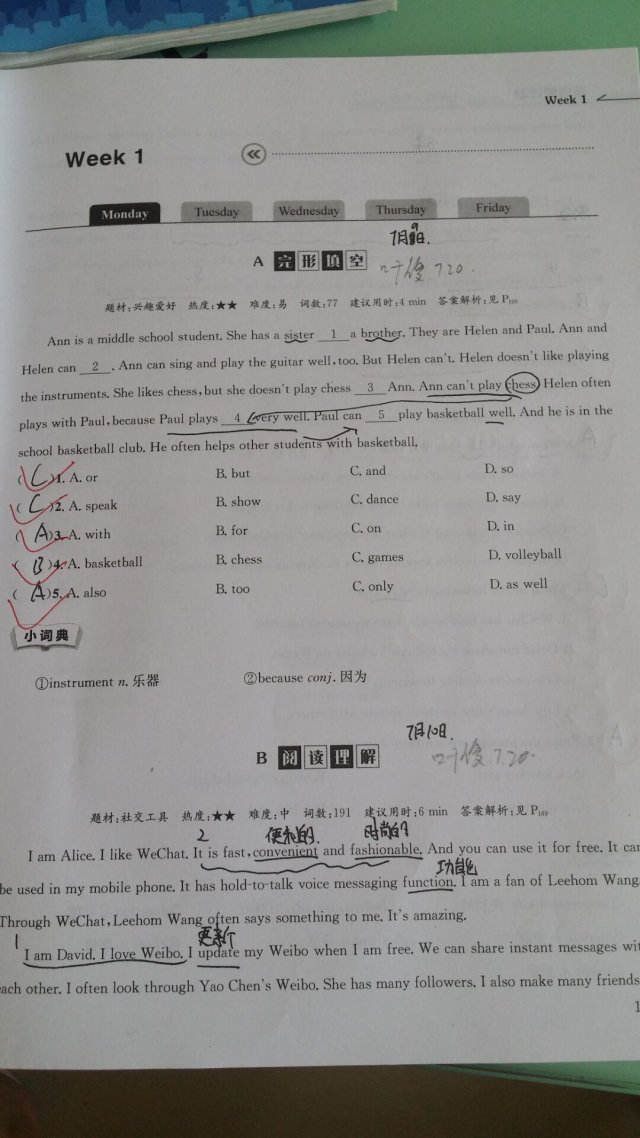 Week 1
Week 1
Monday Tuesday Wednesday Thursday Friday
7月9日.
A 完形填空
7.20.
题材:兴趣爱好 热度:★★ 难度:易 词数:77 建议用时:4 min 答案解析:见 P169
Ann is a middle school student. She has a sister 1 a brother. They are Helen and Paul. Ann and
Helen can 2 . Ann can sing and play the guitar well, too. But Helen can't. Helen doesn't like playing
the instruments. She likes chess, but she doesn't play chess 3 Ann. Ann can't play chess. Helen often
plays with Paul, because Paul plays 4 very well. Paul can 5 play basketball well. And he is in the
school basketball club. He often helps other students with basketball.
( C )1. A. or B. but C. and D. so
( C )2. A. speak B. show C. dance D. say
( A )3. A. with B. for C. on D. in
( B )4. A. basketball B. chess C. games D. volleyball
( A )5. A. also B. too C. only D. as well
小词典
①instrument n. 乐器 ②because conj. 因为
7月10日.
B 阅读理解
7.20.
题材:社交工具 热度:★★ 难度:中 词数:191 建议用时:6 min 答案解析:见 P169
2 便利的 时尚的
I am Alice. I like WeChat. It is fast, convenient and fashionable. And you can use it for free. It can
功能
be used in my mobile phone. It has hold-to-talk voice messaging function. I am a fan of Leehom Wang.
Through WeChat, Leehom Wang often says something to me. It's amazing.
1 更新
I am David. I love Weibo. I update my Weibo when I am free. We can share instant messages wit
each other. I often look through Yao Chen's Weibo. She has many followers. I also make many friends
1